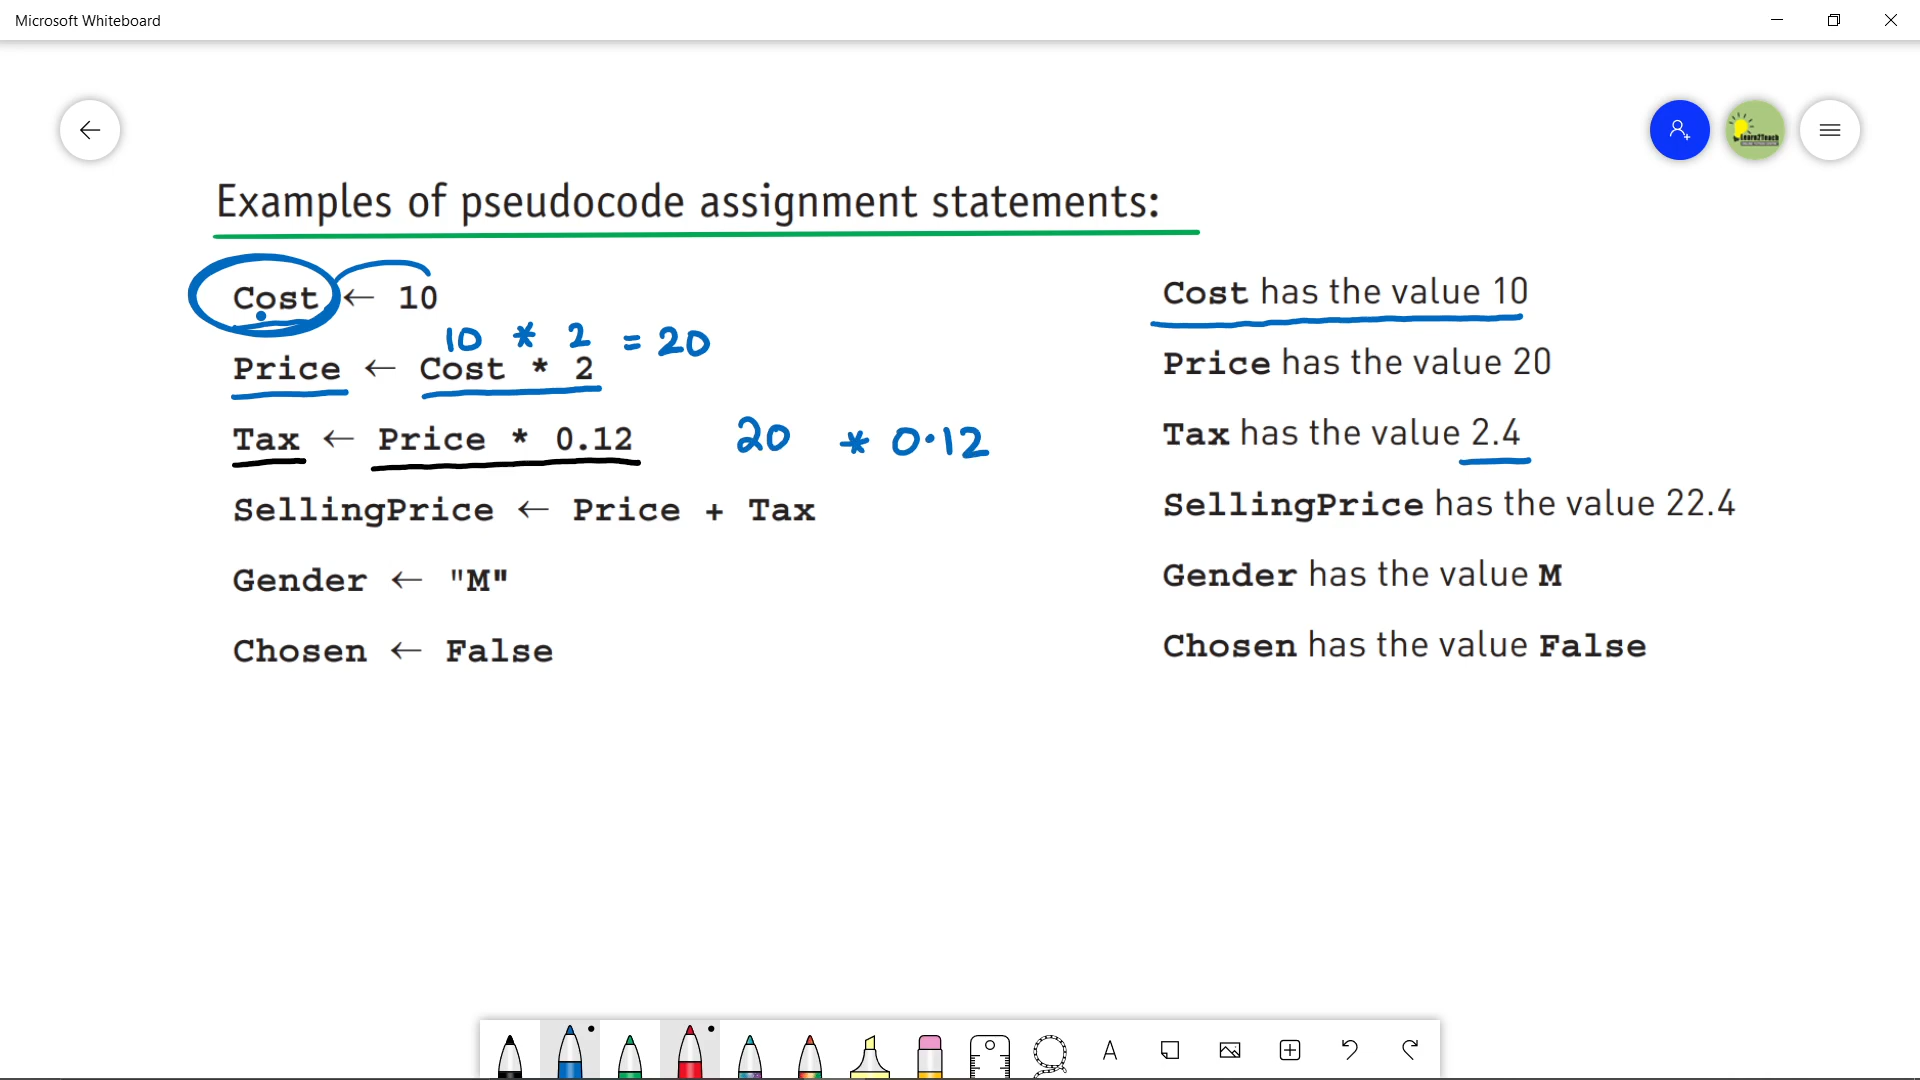 Microsoft Whiteboard
Learn2Teach
Examples of pseudocode assignment statements:
Cost ← 10
Cost has the value 10
10 * 2 = 20
Price ← Cost * 2
Price has the value 20
Tax ← Price * 0.12
20 * 0.12
Tax has the value 2.4
SellingPrice ← Price + Tax
SellingPrice has the value 22.4
Gender ← "M"
Gender has the value M
Chosen ← False
Chosen has the value False
A